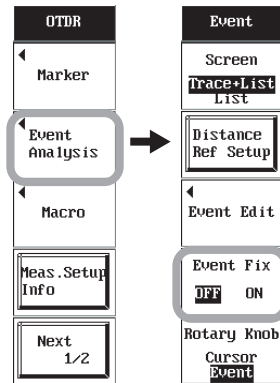 OTDR
Marker
Event
Analysis
Macro
Meas.Setup
Info
Next
1/2
Event
Screen
Trace+List
List
Distance
Ref Setup
Event Edit
Event Fix
OFF ON
Rotary Knob
Cursor
Event